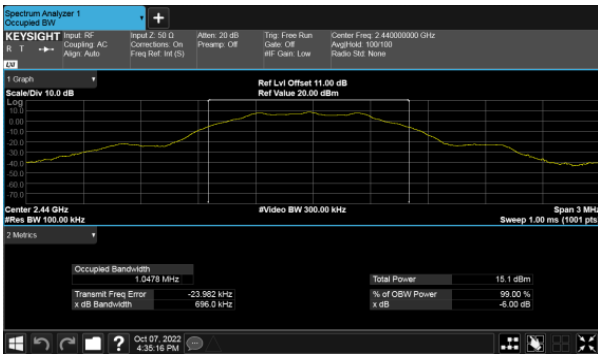 Spectrum Analyzer 1
Occupied BW
+
KEYSIGHT Input: RF Input Z: 50 Ω Atten: 20 dB Trig: Free Run Center Freq: 2.440000000 GHz
R T Coupling: AC Corrections: On Preamp: Off Gate: Off Avg|Hold: 100/100
Align: Auto Freq Ref: Int (S) #IF Gain: Low Radio Std: None
LXI
1 Graph
Ref Lvl Offset 11.00 dB
Scale/Div 10.0 dB Ref Value 20.00 dBm
Log
10.0
0.00
-10.0
-20.0
-30.0
-40.0
-50.0
-60.0
-70.0
Center 2.44 GHz #Video BW 300.00 kHz Span 3 MHz
#Res BW 100.00 kHz Sweep 1.00 ms (1001 pts
2 Metrics
Occupied Bandwidth
1.0478 MHz Total Power 15.1 dBm
Transmit Freq Error -23.982 kHz % of OBW Power 99.00 %
x dB Bandwidth 696.0 kHz x dB -6.00 dB
? Oct 07, 2022
4:35:16 PM